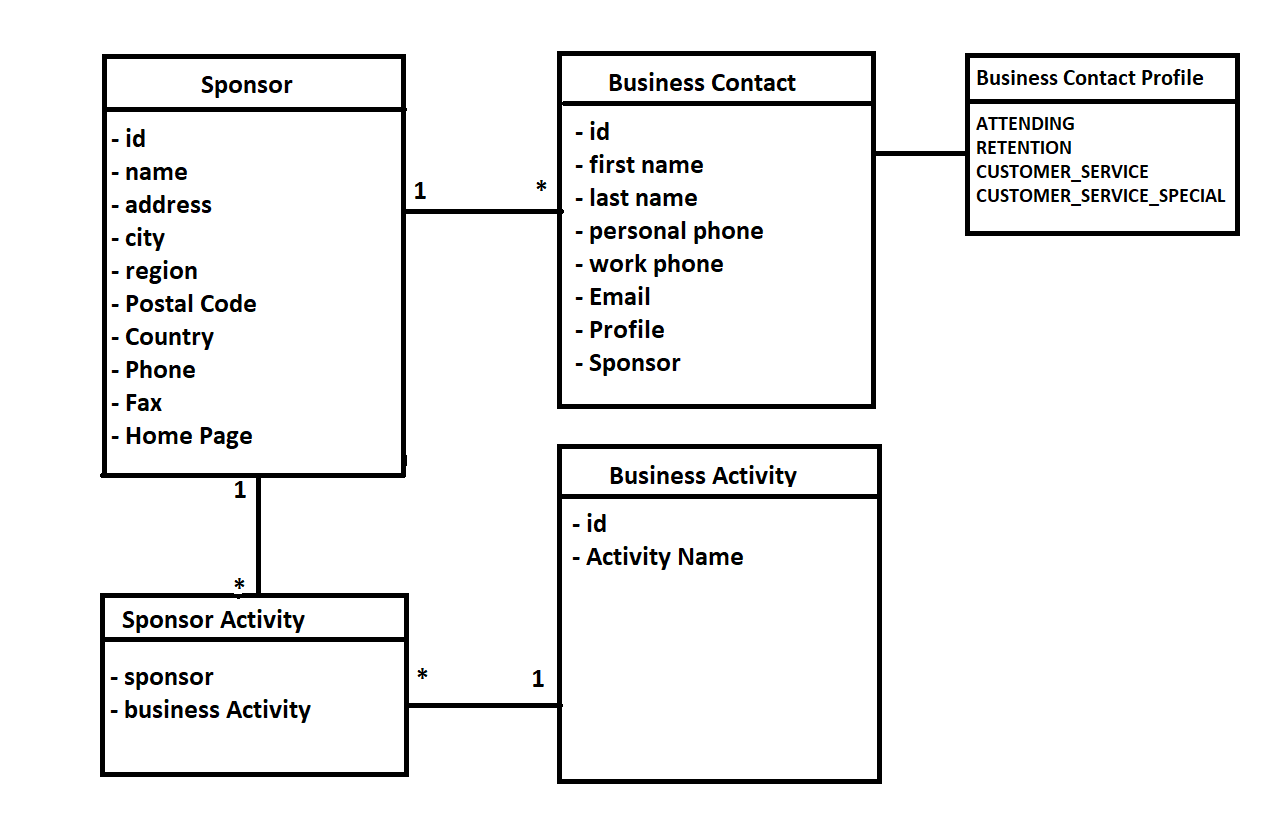 Sponsor
- id
- name
- address
- city
- region
- Postal Code
- Country
- Phone
- Fax
- Home Page
1
*
Business Contact
- id
- first name
- last name
- personal phone
- work phone
- Email
- Profile
- Sponsor
Business Contact Profile
ATTENDING
RETENTION
CUSTOMER_SERVICE
CUSTOMER_SERVICE_SPECIAL
1
*
Sponsor Activity
- sponsor
- business Activity
*
1
Business Activity
- id
- Activity Name